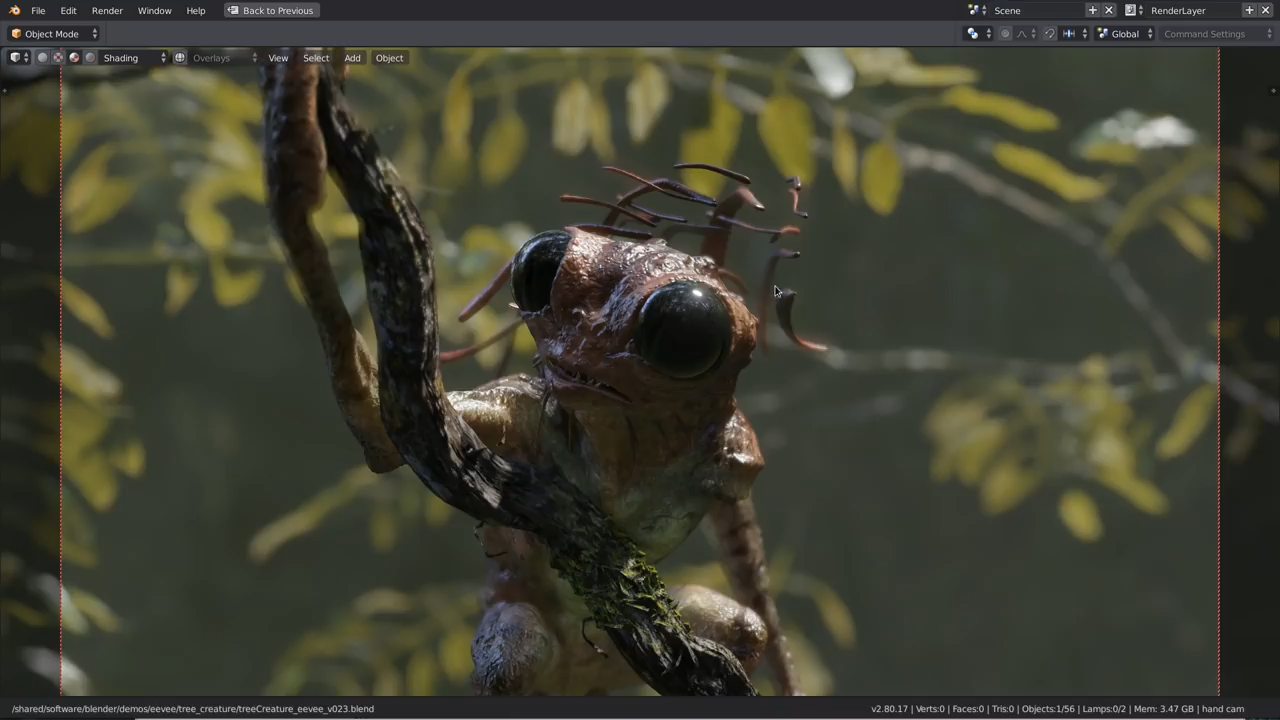 File Edit Render Window Help Back to Previous Scene RenderLayer
Object Mode Global Command Settings
Shading Overlays View Select Add Object
/shared/software/blender/demos/eevee/tree_creature/treeCreature_eevee_v023.blend v2.80.17 | Verts:0 | Faces:0 | Tris:0 | Objects:1/56 | Lamps:0/2 | Mem: 3.47 GB | hand cam